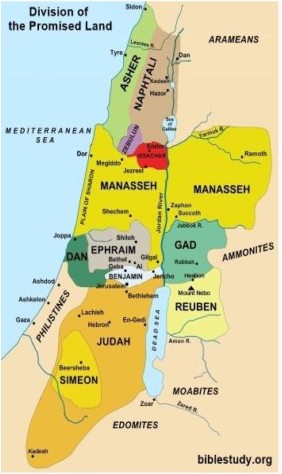 Division of
the Promised Land
Sidon
ARAMEANS
Leontes R.
Tyre
Dan
ASHER
NAPHTALI
Kadesh
Hazor
MEDITERRANEAN
SEA
Sea
of
Galilee
ZEBULUN
Yarmuk R.
Endor
Dor
ISSACHAR
Megiddo
Ramoth
Jezreel
MANASSEH
MANASSEH
PLAIN OF SHARON
Jordan River
Zaphon
Shechem
Succoth
Jabbok R.
Joppa
Shiloh
GAD
EPHRAIM
DAN
Bethel
Gilgal
AMMONITES
Geba
Ai
Rabbah
BENJAMIN
Jericho
Heshbon
Jerusalem
Mount Nebo
Ashdod
Bethlehem
REUBEN
Ashkelon
PHILISTINES
Lachish
Gaza
Hebron
En-Gedi
DEAD SEA
Arnon R.
JUDAH
Beersheba
SIMEON
MOABITES
Zoar
Zered R.
EDOMITES
Kadesh
biblestudy.org